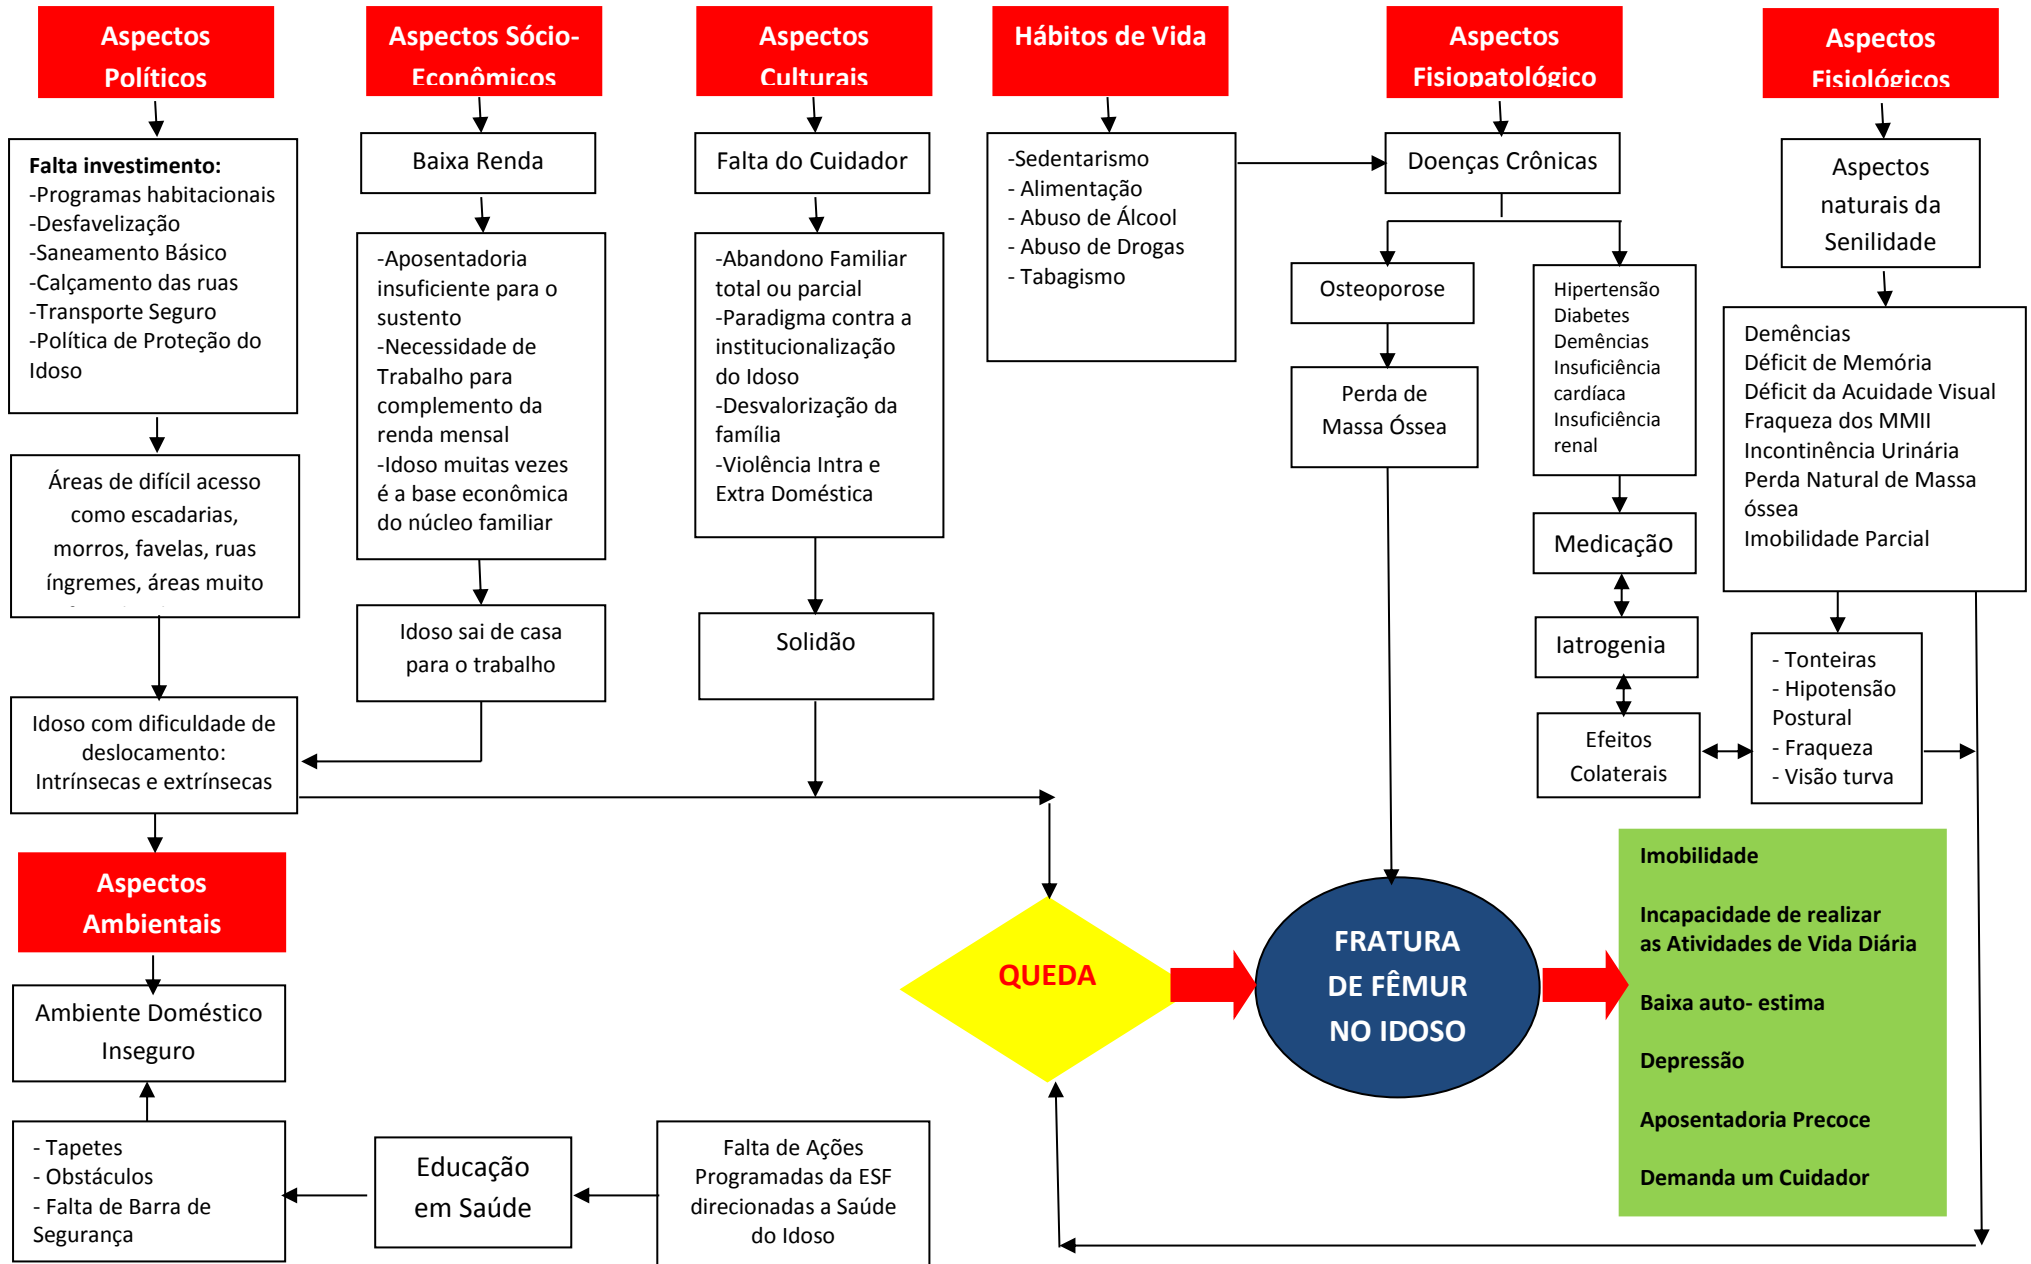 Aspectos
Políticos
Aspectos Sócio-
Econômicos
Aspectos
Culturais
Hábitos de Vida
Aspectos
Fisiopatológico
Aspectos
Fisiológicos
Falta investimento:
-Programas habitacionais
-Desfavelização
-Saneamento Básico
-Calçamento das ruas
-Transporte Seguro
-Política de Proteção do
Idoso
Baixa Renda
Falta do Cuidador
-Sedentarismo
- Alimentação
- Abuso de Álcool
- Abuso de Drogas
- Tabagismo
Doenças Crônicas
Aspectos
naturais da
Senilidade
-Aposentadoria
insuficiente para o
sustento
-Necessidade de
Trabalho para
complemento da
renda mensal
-Idoso muitas vezes
é a base econômica
do núcleo familiar
-Abandono Familiar
total ou parcial
-Paradigma contra a
institucionalização
do Idoso
-Desvalorização da
família
-Violência Intra e
Extra Doméstica
Osteoporose
Hipertensão
Diabetes
Demências
Insuficiência
cardíaca
Insuficiência
renal
Demências
Déficit de Memória
Déficit da Acuidade Visual
Fraqueza dos MMII
Incontinência Urinária
Perda Natural de Massa
óssea
Imobilidade Parcial
Perda de
Massa Óssea
Áreas de difícil acesso
como escadarias,
morros, favelas, ruas
íngremes, áreas muito
Medicação
Idoso sai de casa
para o trabalho
Solidão
Iatrogenia
- Tonteiras
- Hipotensão
Postural
- Fraqueza
- Visão turva
Idoso com dificuldade de
deslocamento:
Intrínsecas e extrínsecas
Efeitos
Colaterais
Aspectos
Ambientais
Ambiente Doméstico
Inseguro
QUEDA
FRATURA
DE FÊMUR
NO IDOSO
Imobilidade
Incapacidade de realizar
as Atividades de Vida Diária
Baixa auto- estima
Depressão
Aposentadoria Precoce
Demanda um Cuidador
- Tapetes
- Obstáculos
- Falta de Barra de
Segurança
Educação
em Saúde
Falta de Ações
Programadas da ESF
direcionadas a Saúde
do Idoso